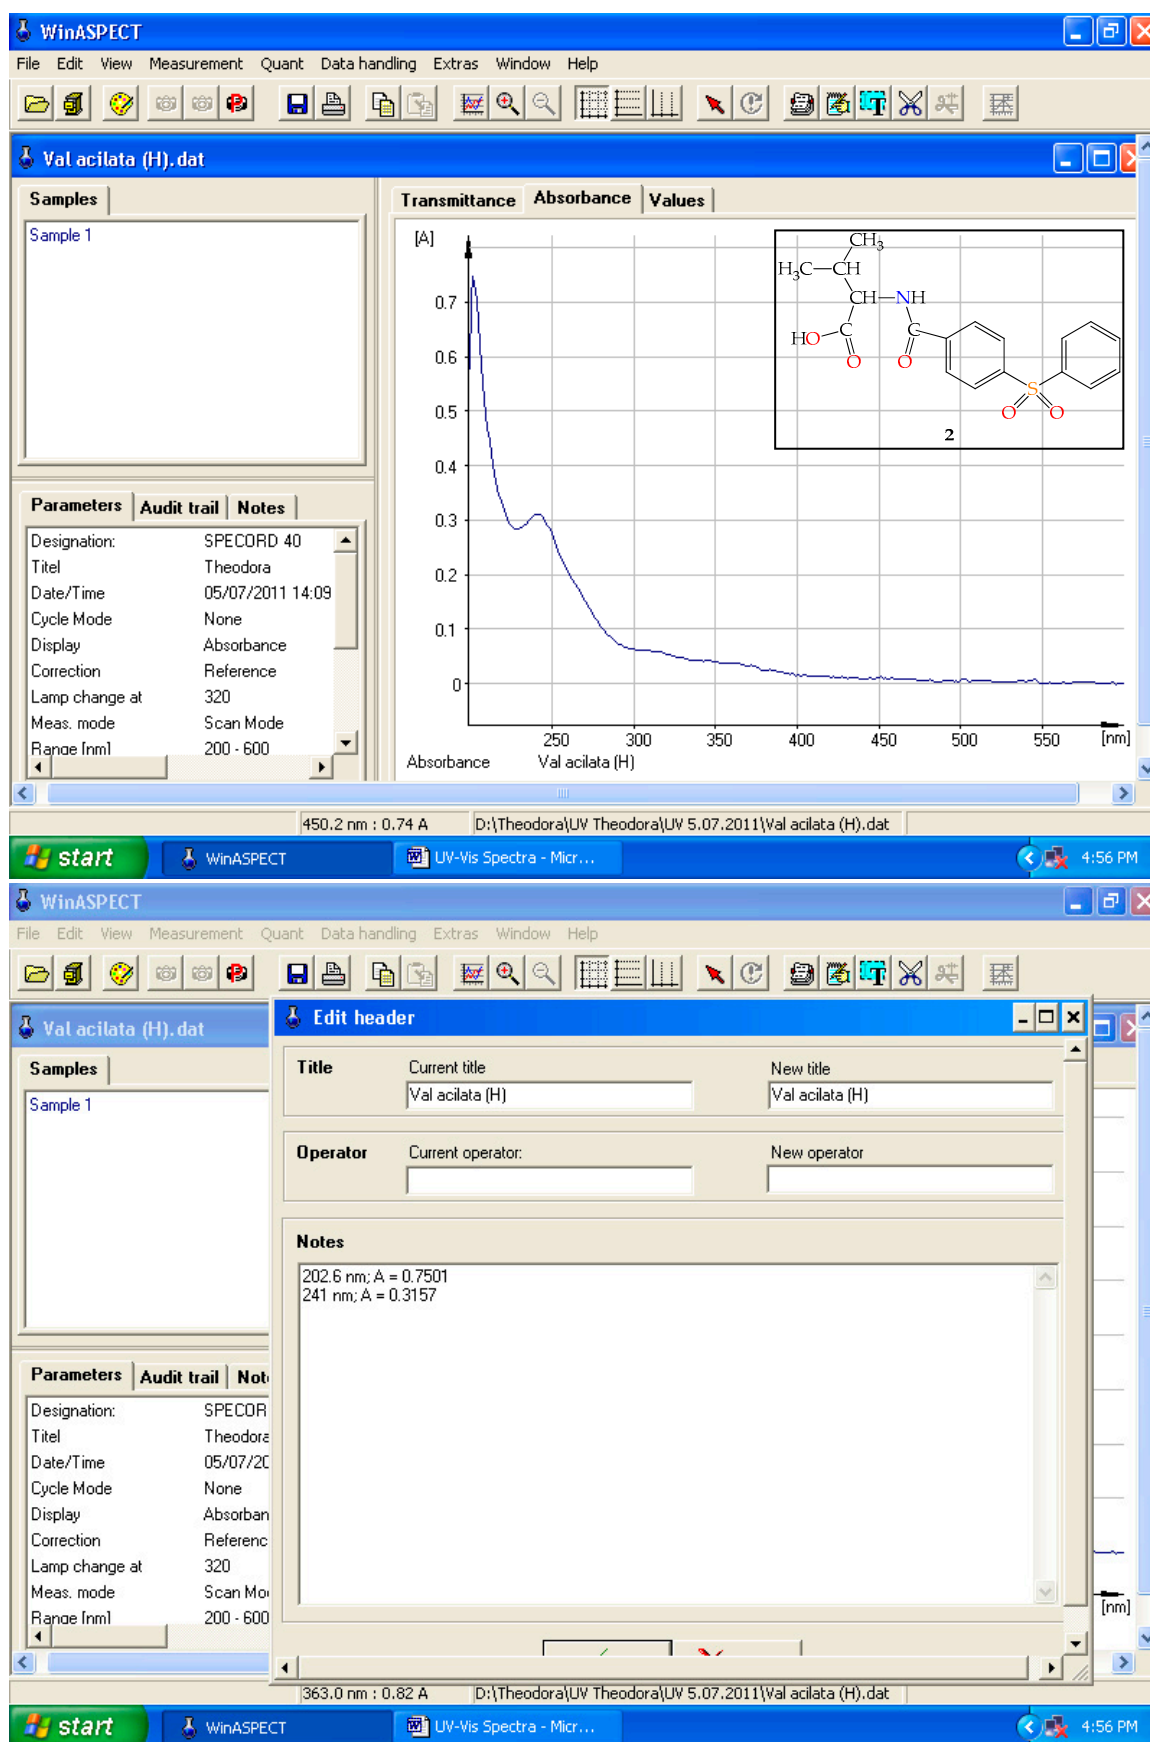 WinASPECT
File Edit View Measurement Quant Data handling Extras Window Help
Val acilata (H).dat
Samples
Sample 1
Transmittance Absorbance Values
[A]
0.7
0.6
0.5
0.4
0.3
0.2
0.1
0
250 300 350 400 450 500 550 [nm]
Absorbance Val acilata (H)
CH3
H3C CH
CH NH
HO C C
O O
S
O O
2
Parameters Audit trail Notes
Designation: SPECORD 40
Titel Theodora
Date/Time 05/07/2011 14:09
Cycle Mode None
Display Absorbance
Correction Reference
Lamp change at 320
Meas. mode Scan Mode
Range [nm] 200 - 600
450.2 nm : 0.74 A D:\Theodora\UV Theodora\UV 5.07.2011\Val acilata (H).dat
start WinASPECT UV-Vis Spectra - Micr... 4:56 PM
WinASPECT
File Edit View Measurement Quant Data handling Extras Window Help
Val acilata (H).dat
Samples
Sample 1
Edit header
Title Current title New title
Val acilata (H) Val acilata (H)
Operator Current operator: New operator
Notes
202.6 nm; A = 0.7501
241 nm; A = 0.3157
Parameters Audit trail Not
Designation: SPECOR
Titel Theodora
Date/Time 05/07/20
Cycle Mode None
Display Absorban
Correction Referenc
Lamp change at 320
Meas. mode Scan Mo
Range [nm] 200 - 600
[nm]
363.0 nm : 0.82 A D:\Theodora\UV Theodora\UV 5.07.2011\Val acilata (H).dat
start WinASPECT UV-Vis Spectra - Micr... 4:56 PM